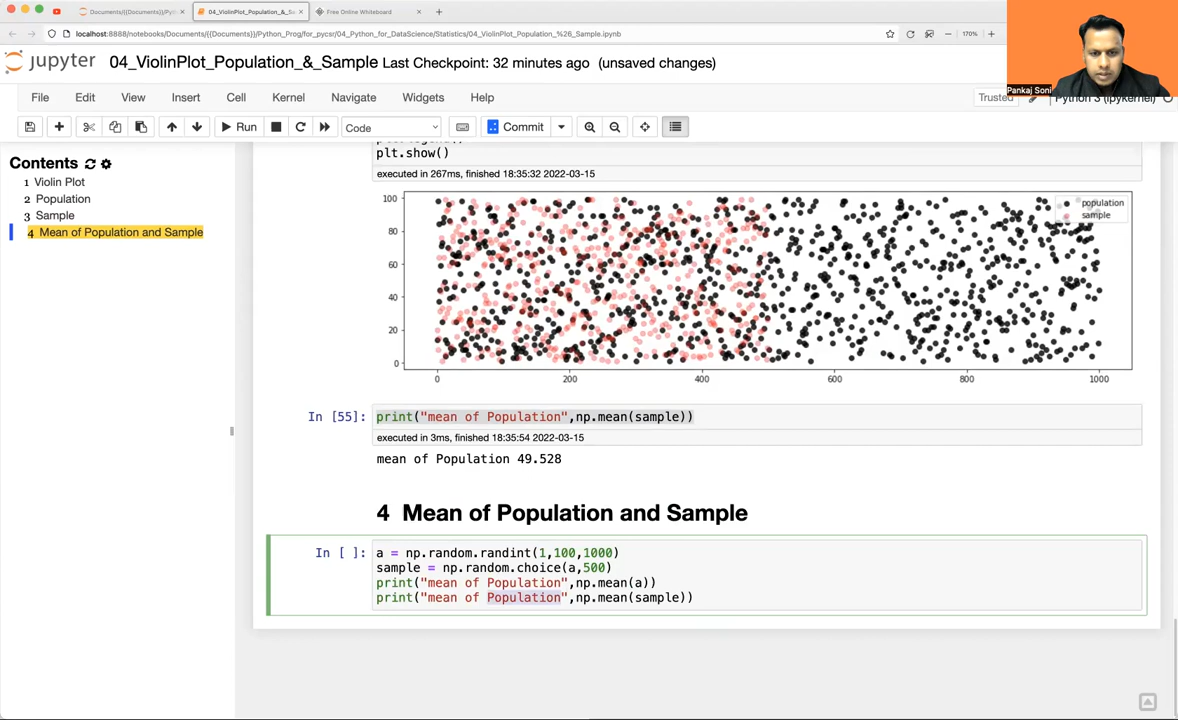 Documents/{{Documents}}/Pyt
04_ViolinPlot_Population_&_Sa
Free Online Whiteboard
localhost:8888/notebooks/Documents/{{Documents}}/Python_Prog/for_pycsr/04_Python_for_DataScience/Statistics/04_ViolinPlot_Population_%26_Sample.ipynb
170%
Pankaj Soni
jupyter 04_ViolinPlot_Population_&_Sample Last Checkpoint: 32 minutes ago (unsaved changes)
File Edit View Insert Cell Kernel Navigate Widgets Help
Trusted Python 3 (ipykernel)
Run Code Commit
Contents
1 Violin Plot
2 Population
3 Sample
4 Mean of Population and Sample
plt.show()
executed in 267ms, finished 18:35:32 2022-03-15
population
sample
100
80
60
40
20
0
0 200 400 600 800 1000
In [55]: print("mean of Population",np.mean(sample))
executed in 3ms, finished 18:35:54 2022-03-15
mean of Population 49.528
4 Mean of Population and Sample
In [ ]: a = np.random.randint(1,100,1000)
sample = np.random.choice(a,500)
print("mean of Population",np.mean(a))
print("mean of Population",np.mean(sample))